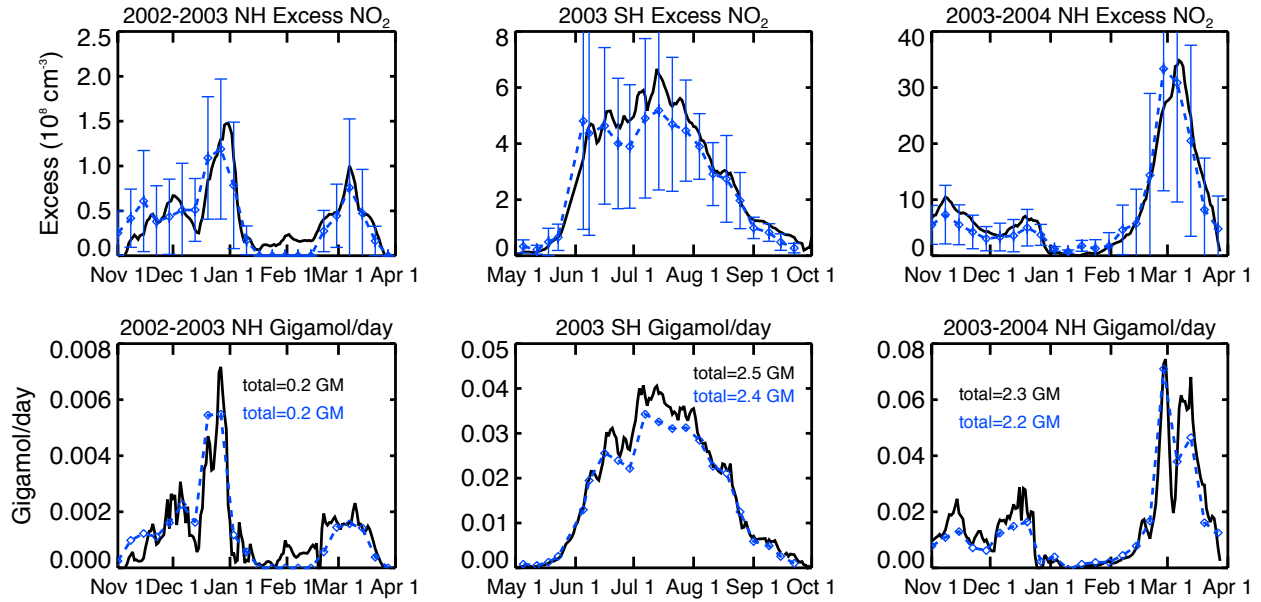 2002-2003 NH Excess NO₂
2003 SH Excess NO₂
2003-2004 NH Excess NO₂
Excess (10⁸ cm⁻³)
2.5
2.0
1.5
1.0
0.5
0.0
Nov 1 Dec 1 Jan 1 Feb 1 Mar 1 Apr 1
8
6
4
2
0
May 1 Jun 1 Jul 1 Aug 1 Sep 1 Oct 1
40
30
20
10
0
Nov 1 Dec 1 Jan 1 Feb 1 Mar 1 Apr 1
2002-2003 NH Gigamol/day
2003 SH Gigamol/day
2003-2004 NH Gigamol/day
Gigamol/day
0.008
0.006
0.004
0.002
0.000
total=0.2 GM
total=0.2 GM
Nov 1 Dec 1 Jan 1 Feb 1 Mar 1 Apr 1
0.05
0.04
0.03
0.02
0.01
0.00
total=2.5 GM
total=2.4 GM
May 1 Jun 1 Jul 1 Aug 1 Sep 1 Oct 1
0.08
0.06
0.04
0.02
0.00
total=2.3 GM
total=2.2 GM
Nov 1 Dec 1 Jan 1 Feb 1 Mar 1 Apr 1